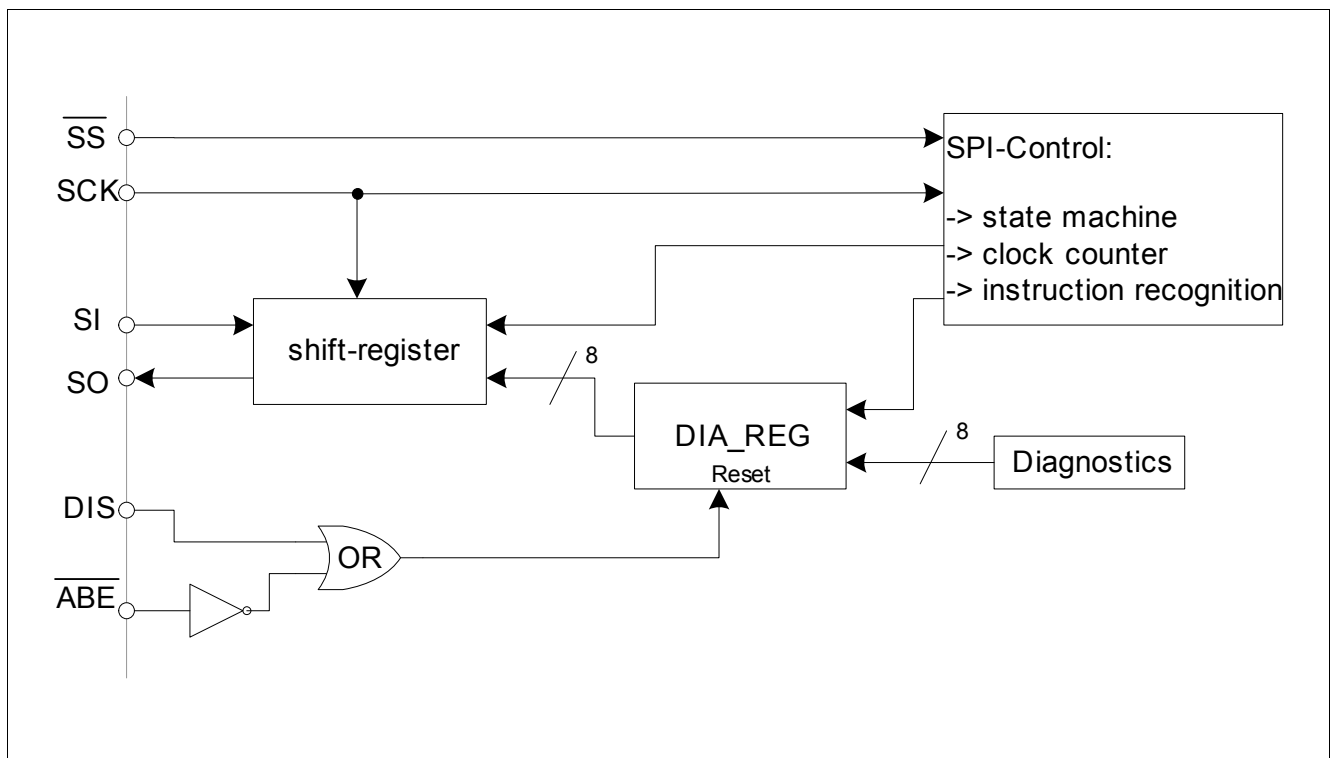 SS
SCK
SI
SO
DIS
ABE
SPI-Control:
-> state machine
-> clock counter
-> instruction recognition
shift-register
8
DIA_REG
Reset
8
Diagnostics
OR